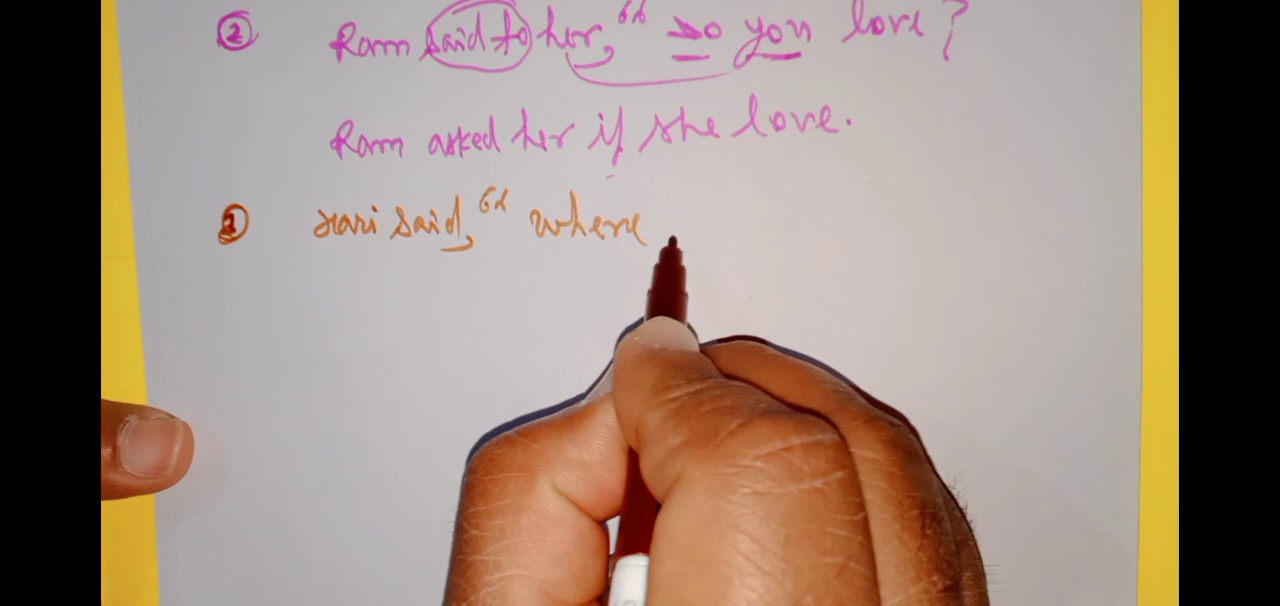 ② Ram said to her, “ Do you love?
Ram asked her if she love.
③ Hari said, “ where